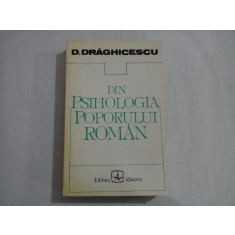 D. DRĂGHICESCU
DIN
PSIHOLOGIA
POPORULUI
ROMÂN
Editura Albatros